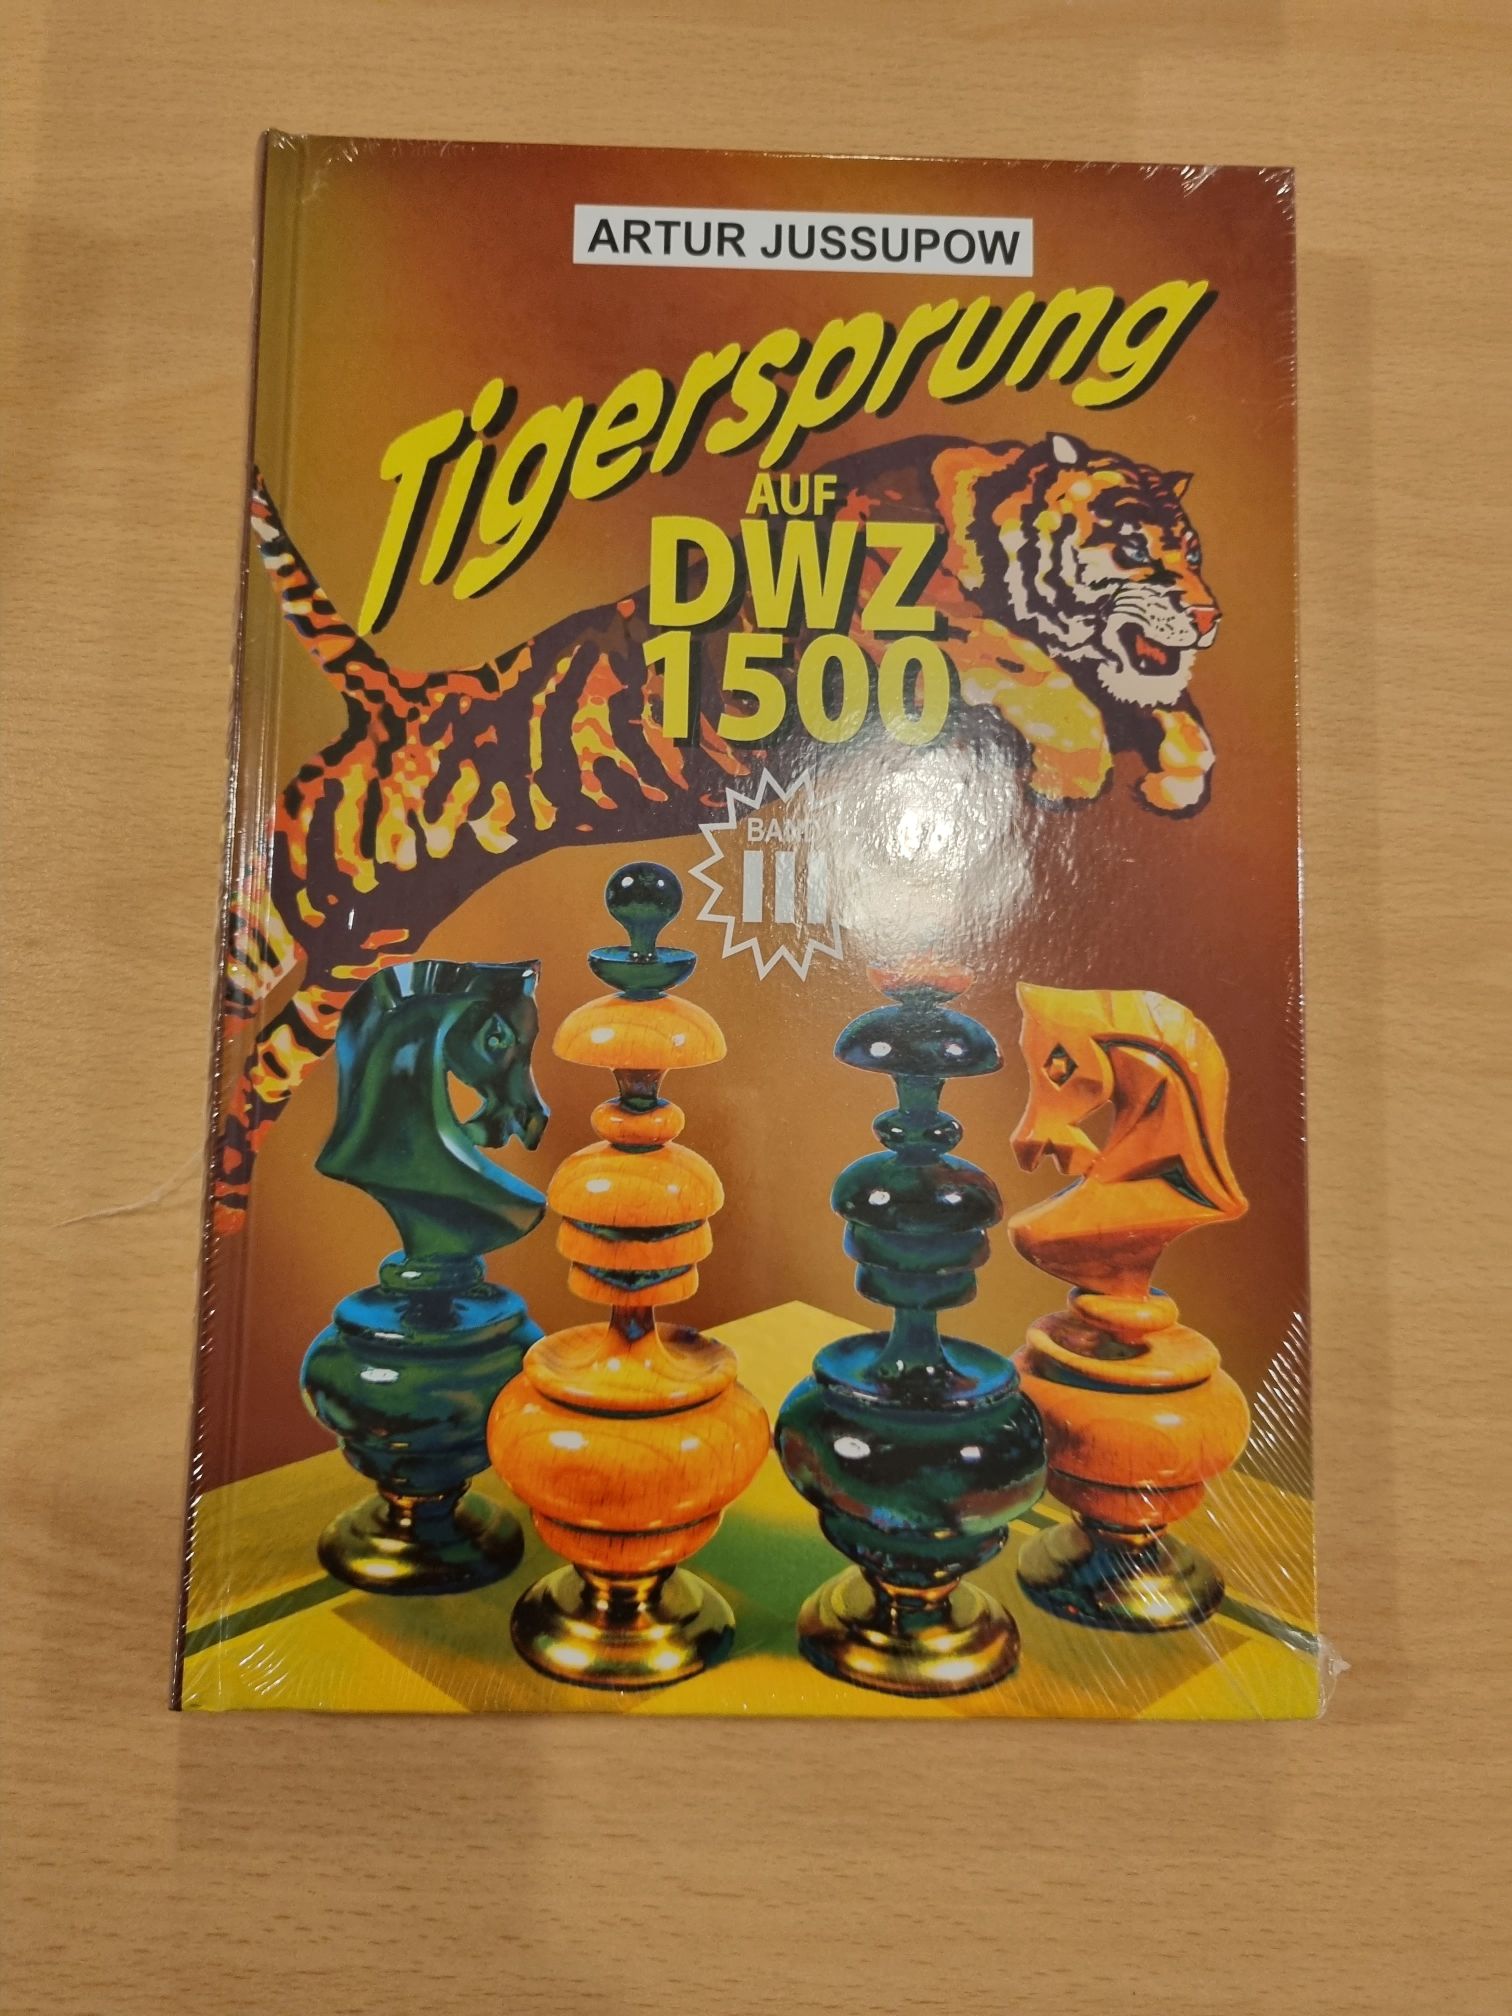 ARTUR JUSSUPOW
Tigersprung
AUF
DWZ
1500
BAND
III